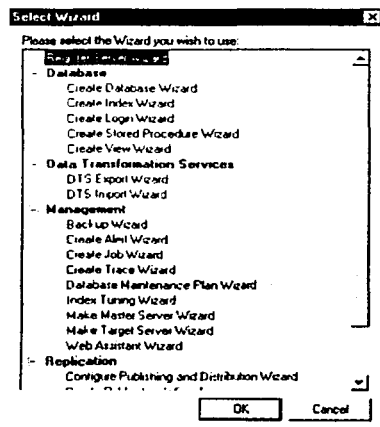 Select Wizard
Please select the Wizard you wish to use:
Register Server Wizard
Database
Create Database Wizard
Create Index Wizard
Create Login Wizard
Create Stored Procedure Wizard
Create View Wizard
Data Transformation Services
DTS Export Wizard
DTS Import Wizard
Management
Backup Wizard
Create Alert Wizard
Create Job Wizard
Create Trace Wizard
Database Maintenance Plan Wizard
Index Tuning Wizard
Make Master Server Wizard
Make Target Server Wizard
Web Assistant Wizard
Replication
Configure Publishing and Distribution Wizard
OK Cancel